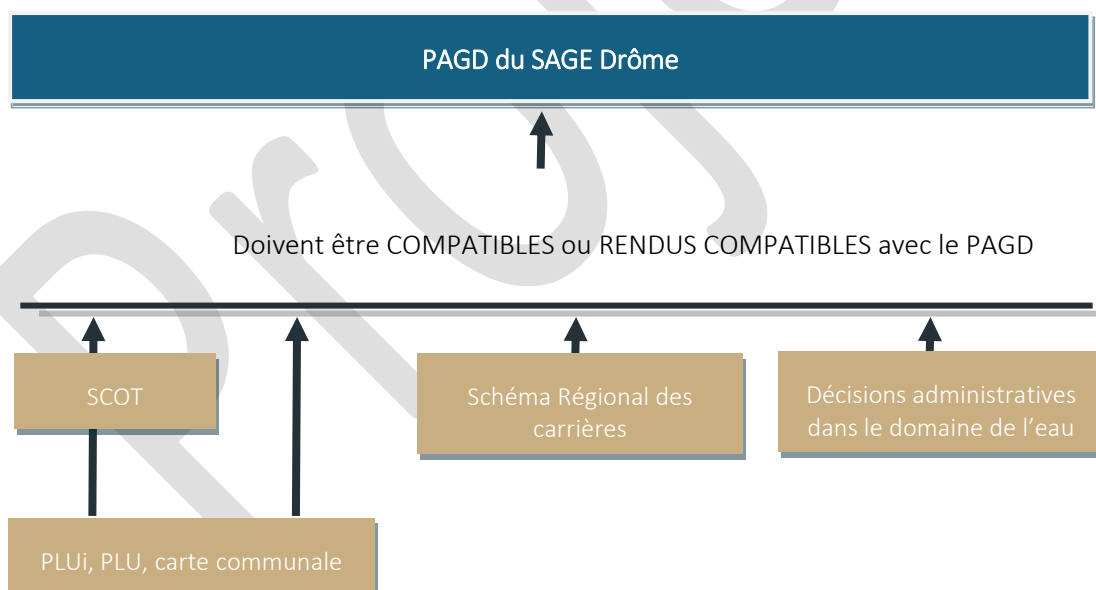 PAGD du SAGE Drôme
Doivent être COMPATIBLES ou RENDUS COMPATIBLES avec le PAGD
SCOT
Schéma Régional des
carrières
Décisions administratives
dans le domaine de l’eau
PLUi, PLU, carte communale